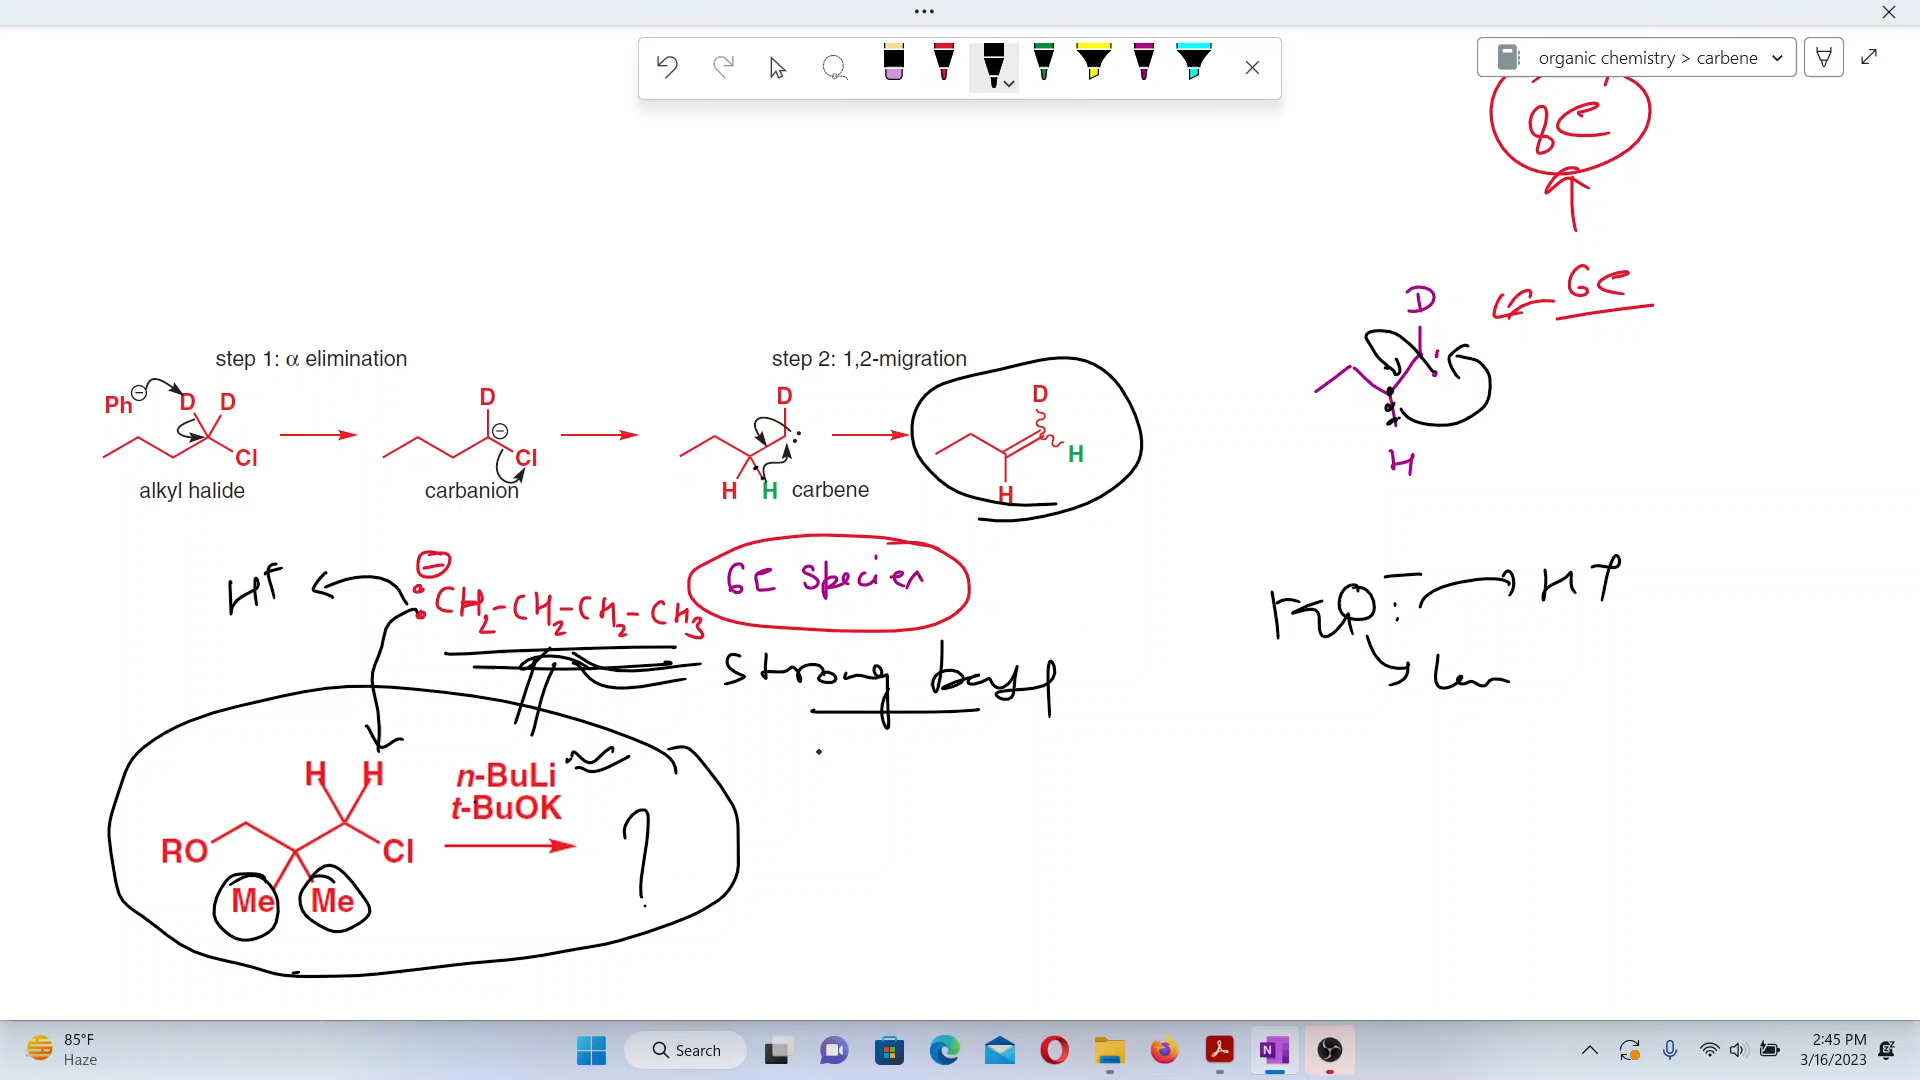 organic chemistry > carbene
8e
6e
D
H
step 1: α elimination
step 2: 1,2-migration
Ph
D D
Cl
alkyl halide
D
Cl
carbanion
D
H H
carbene
D
H
H
H+
CH2-CH2-CH2-CH3
6e Species
strong base
RO:
H+
H H
RO
Cl
Me Me
n-BuLi
t-BuOK
?
85°F
Haze
Search
2:45 PM
3/16/2023